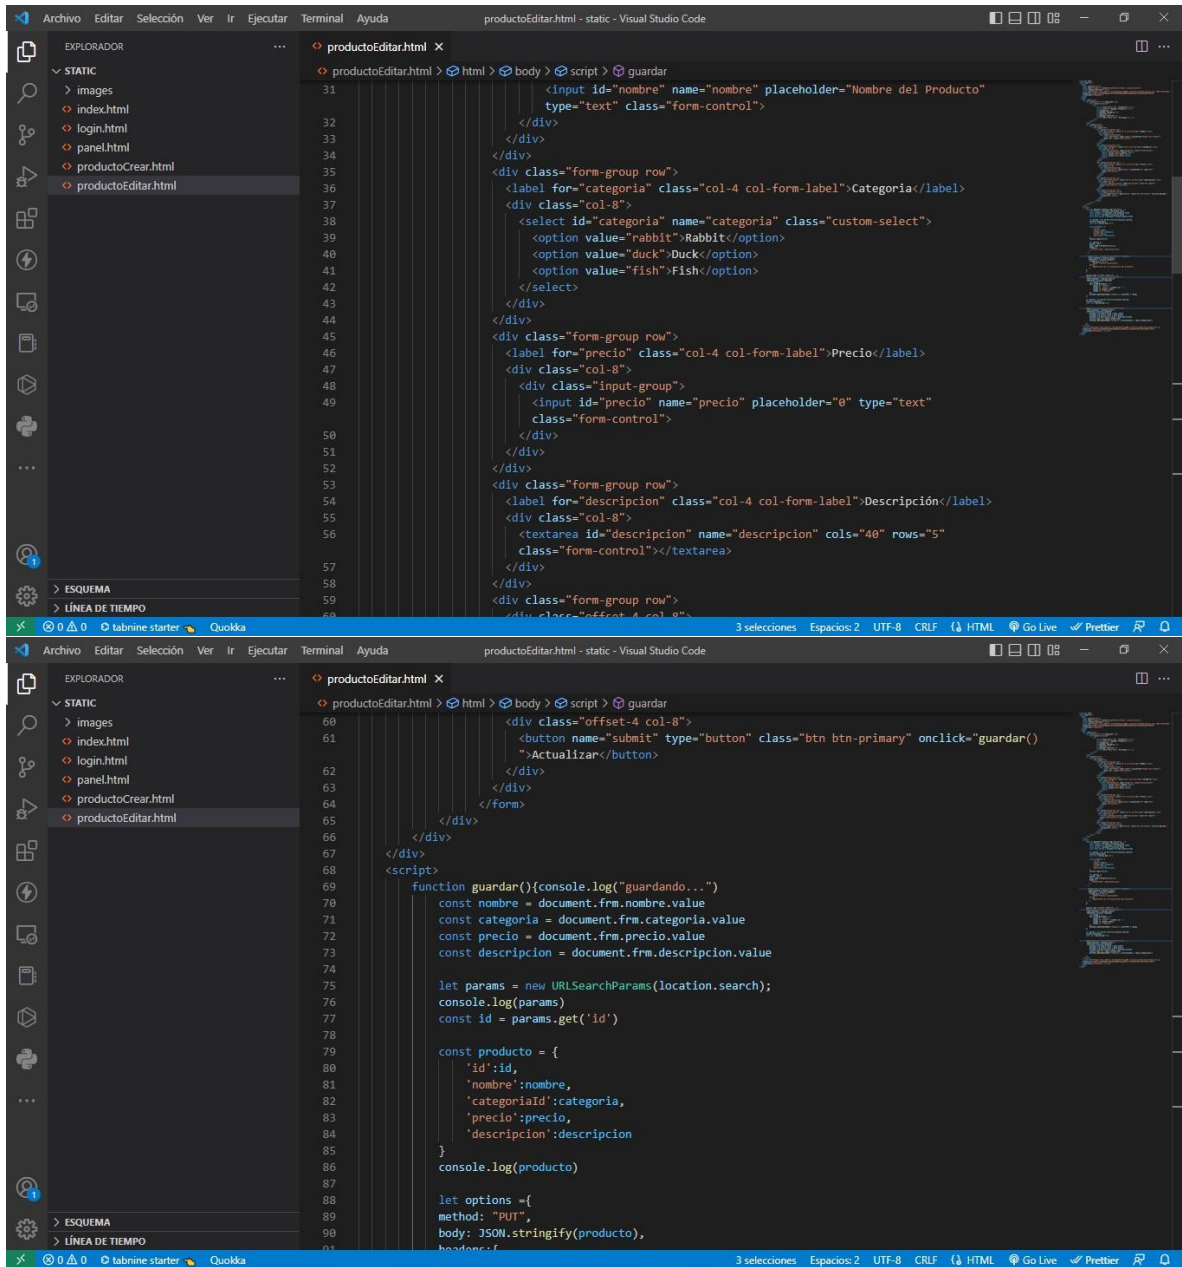 Archivo Editar Selección Ver Ir Ejecutar Terminal Ayuda productoEditar.html - static - Visual Studio Code
EXPLORADOR ...
STATIC
> images
index.html
login.html
panel.html
productoCrear.html
productoEditar.html
> ESQUEMA
> LÍNEA DE TIEMPO
productoEditar.html ×
productoEditar.html > html > body > script > guardar
31 <input id="nombre" name="nombre" placeholder="Nombre del Producto"
type="text" class="form-control">
32 </div>
33 </div>
34 </div>
35 <div class="form-group row">
36 <label for="categoria" class="col-4 col-form-label">Categoria</label>
37 <div class="col-8">
38 <select id="categoria" name="categoria" class="custom-select">
39 <option value="rabbit">Rabbit</option>
40 <option value="duck">Duck</option>
41 <option value="fish">Fish</option>
42 </select>
43 </div>
44 </div>
45 <div class="form-group row">
46 <label for="precio" class="col-4 col-form-label">Precio</label>
47 <div class="col-8">
48 <div class="input-group">
49 <input id="precio" name="precio" placeholder="0" type="text"
class="form-control">
50 </div>
51 </div>
52 </div>
53 <div class="form-group row">
54 <label for="descripcion" class="col-4 col-form-label">Descripción</label>
55 <div class="col-8">
56 <textarea id="descripcion" name="descripcion" cols="40" rows="5"
class="form-control"></textarea>
57 </div>
58 </div>
59 <div class="form-group row">
60 <div class="offset-4 col-8">
1
0 0 tabnine starter Quokka 3 selecciones Espacios: 2 UTF-8 CRLF HTML Go Live Prettier
Archivo Editar Selección Ver Ir Ejecutar Terminal Ayuda productoEditar.html - static - Visual Studio Code
EXPLORADOR ...
STATIC
> images
index.html
login.html
panel.html
productoCrear.html
productoEditar.html
> ESQUEMA
> LÍNEA DE TIEMPO
productoEditar.html ×
productoEditar.html > html > body > script > guardar
60 <div class="offset-4 col-8">
61 <button name="submit" type="button" class="btn btn-primary" onclick="guardar()
">Actualizar</button>
62 </div>
63 </div>
64 </form>
65 </div>
66 </div>
67 </div>
68 <script>
69 function guardar(){console.log("guardando...")
70 const nombre = document.frm.nombre.value
71 const categoria = document.frm.categoria.value
72 const precio = document.frm.precio.value
73 const descripcion = document.frm.descripcion.value
74
75 let params = new URLSearchParams(location.search);
76 console.log(params)
77 const id = params.get('id')
78
79 const producto = {
80 'id':id,
81 'nombre':nombre,
82 'categoriaId':categoria,
83 'precio':precio,
84 'descripcion':descripcion
85 }
86 console.log(producto)
87
88 let options ={
89 method: "PUT",
90 body: JSON.stringify(producto),
91 headers:{
1
0 0 tabnine starter Quokka 3 selecciones Espacios: 2 UTF-8 CRLF HTML Go Live Prettier